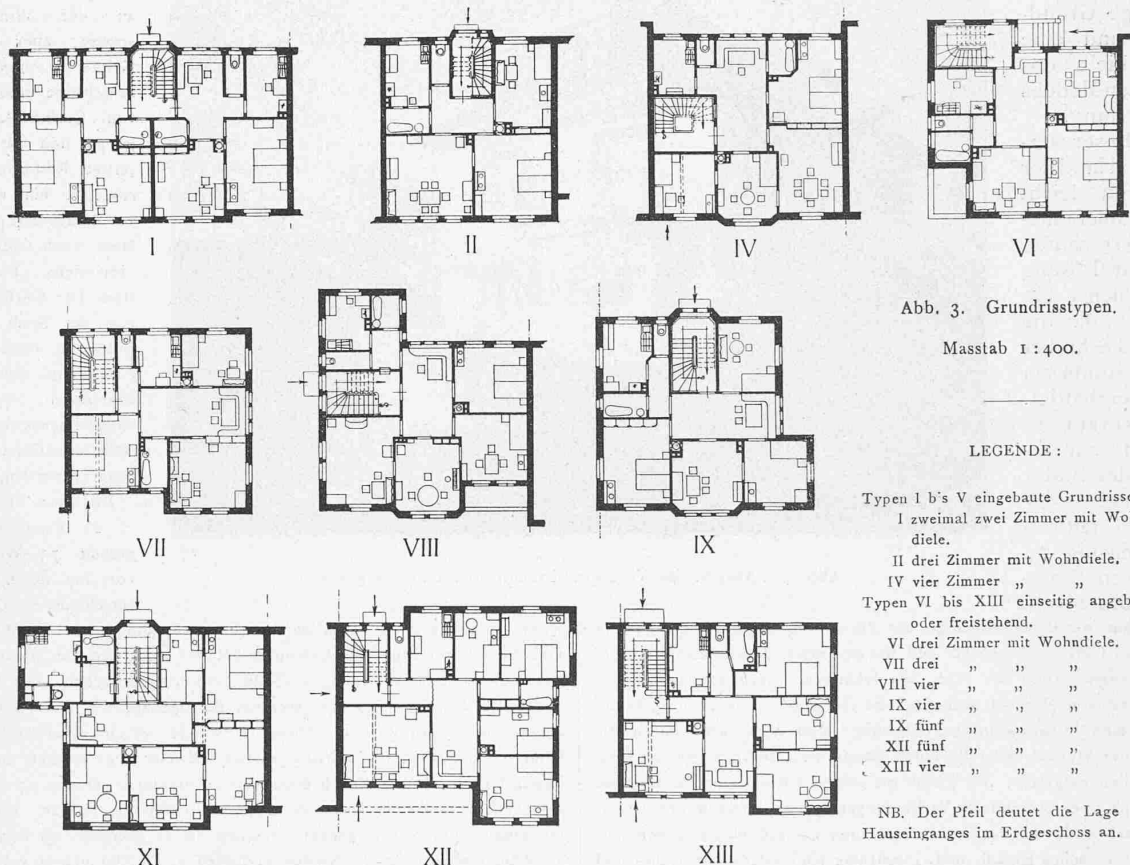 I
II
IV
VI
Abb. 3. Grundrisstypen.
Masstab 1 : 400.
VII
VIII
IX
LEGENDE :
Typen I b's V eingebaute Grundrisse
I zweimal zwei Zimmer mit Woh
diele.
II drei Zimmer mit Wohndiele.
IV vier Zimmer „ „
Typen VI bis XIII einseitig angeb
oder freistehend.
VI drei Zimmer mit Wohndiele.
VII drei „ „ „
VIII vier „ „ „
IX vier „ „ „
IX fünf „ „ „
XII fünf „ „ „
XIII vier „ „ „
NB. Der Pfeil deutet die Lage
Hauseinganges im Erdgeschoss an.
XI
XII
XIII